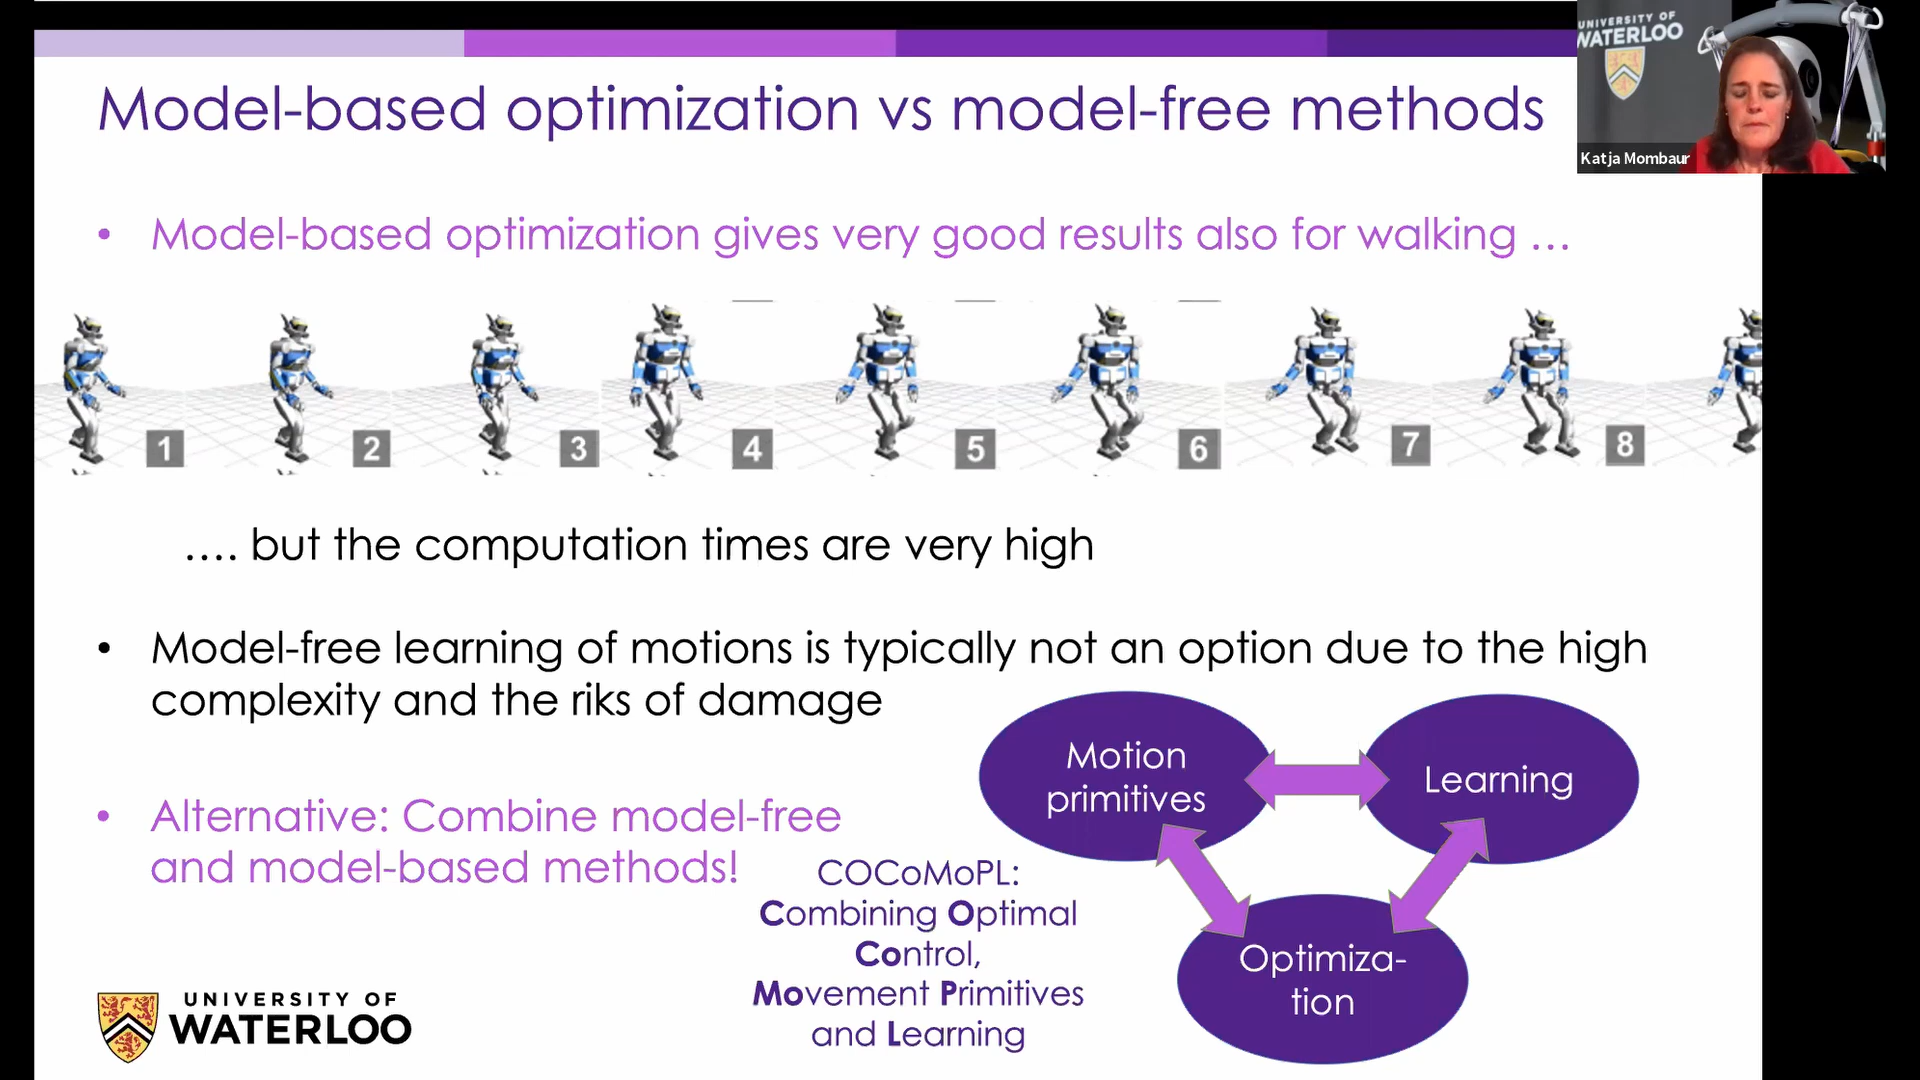 UNIVERSITY OF
WATERLOO
Katja Mombaur
Model-based optimization vs model-free methods
• Model-based optimization gives very good results also for walking ...
1 2 3 4 5 6 7 8
.... but the computation times are very high
• Model-free learning of motions is typically not an option due to the high
complexity and the riks of damage
• Alternative: Combine model-free
and model-based methods!
COCoMoPL:
Combining Optimal
Control,
Movement Primitives
and Learning
Motion
primitives
Learning
Optimiza-
tion
UNIVERSITY OF
WATERLOO